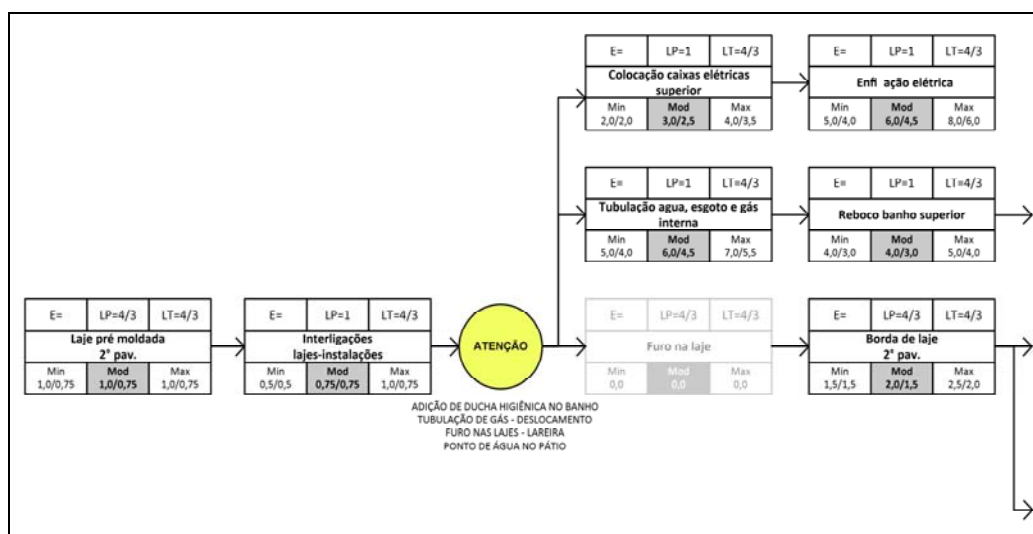 E= LP=1 LT=4/3
Colocação caixas elétricas
superior
Min Mod Max
2,0/2,0 3,0/2,5 4,0/3,5
E= LP=1 LT=4/3
Enfi ação elétrica
Min Mod Max
5,0/4,0 6,0/4,5 8,0/6,0
E= LP=1 LT=4/3
Tubulação agua, esgoto e gás
interna
Min Mod Max
5,0/4,0 6,0/4,5 7,0/5,5
E= LP=1 LT=4/3
Reboco banho superior
Min Mod Max
4,0/3,0 4,0/3,0 5,0/4,0
E= LP=4/3 LT=4/3
Laje pré moldada
2° pav.
Min Mod Max
1,0/0,75 1,0/0,75 1,0/0,75
E= LP=1 LT=4/3
Interligações
lajes-instalações
Min Mod Max
0,5/0,5 0,75/0,75 1,0/0,75
ATENÇÃO
ADIÇÃO DE DUCHA HIGIÊNICA NO BANHO
TUBULAÇÃO DE GÁS - DESLOCAMENTO
FURO NAS LAJES - LAREIRA
PONTO DE ÁGUA NO PÁTIO
E= LP=4/3 LT=4/3
Furo na laje
Min Mod Max
0,0 0,0 0,0
E= LP=4/3 LT=4/3
Borda de laje
2° pav.
Min Mod Max
1,5/1,5 2,0/1,5 2,5/2,0